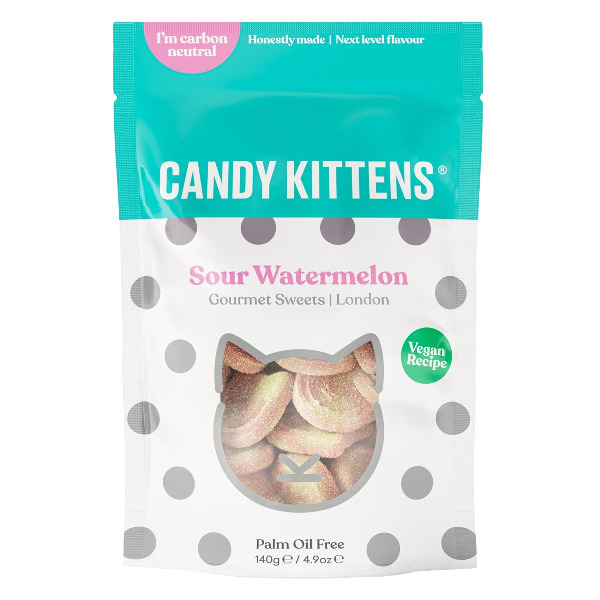 I'm carbon
neutral
Honestly made | Next level flavour
CANDY KITTENS®
Sour Watermelon
Gourmet Sweets | London
Vegan
Recipe
K
Palm Oil Free
140g ℮ / 4.9oz ℮